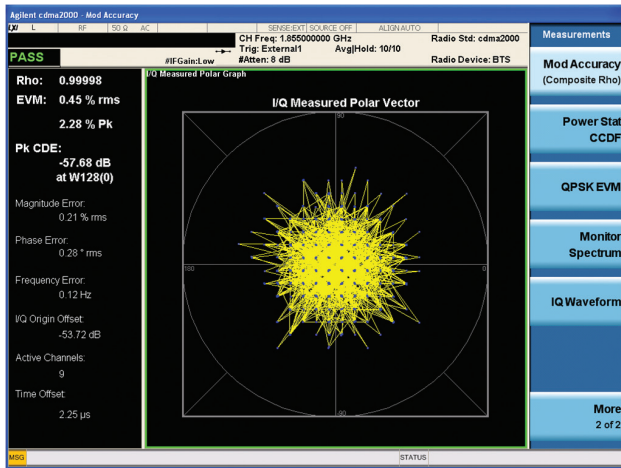 Agilent cdma2000 - Mod Accuracy
LXI L RF 50 Ω AC SENSE:EXT SOURCE OFF ALIGN AUTO
CH Freq: 1.855000000 GHz Radio Std: cdma2000
Trig: External1 Avg|Hold: 10/10
PASS #IFGain:Low #Atten: 8 dB Radio Device: BTS
Rho: 0.99998
EVM: 0.45 % rms
2.28 % Pk
Pk CDE:
-57.68 dB
at W128(0)
Magnitude Error:
0.21 % rms
Phase Error:
0.28 ° rms
Frequency Error:
0.12 Hz
I/Q Origin Offset:
-53.72 dB
Active Channels:
9
Time Offset:
2.25 µs
I/Q Measured Polar Graph
I/Q Measured Polar Vector
90
180
0
-90
Measurements
Mod Accuracy
(Composite Rho)
Power Stat
CCDF
QPSK EVM
Monitor
Spectrum
IQ Waveform
More
2 of 2
MSG STATUS